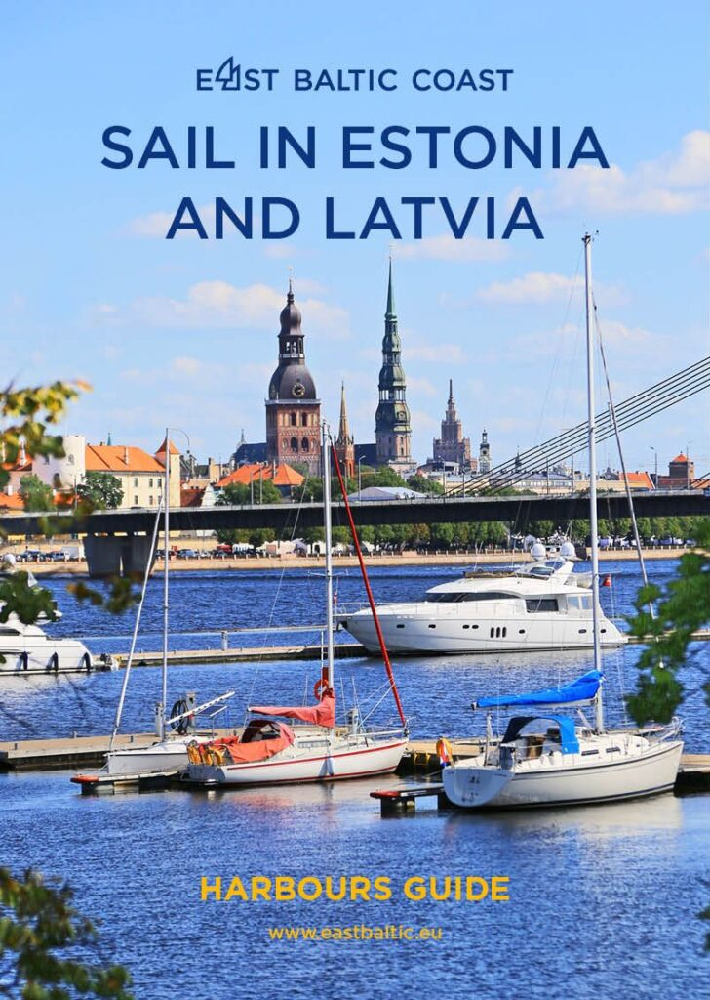 EAST BALTIC COAST
SAIL IN ESTONIA
AND LATVIA
HARBOURS GUIDE
www.eastbaltic.eu